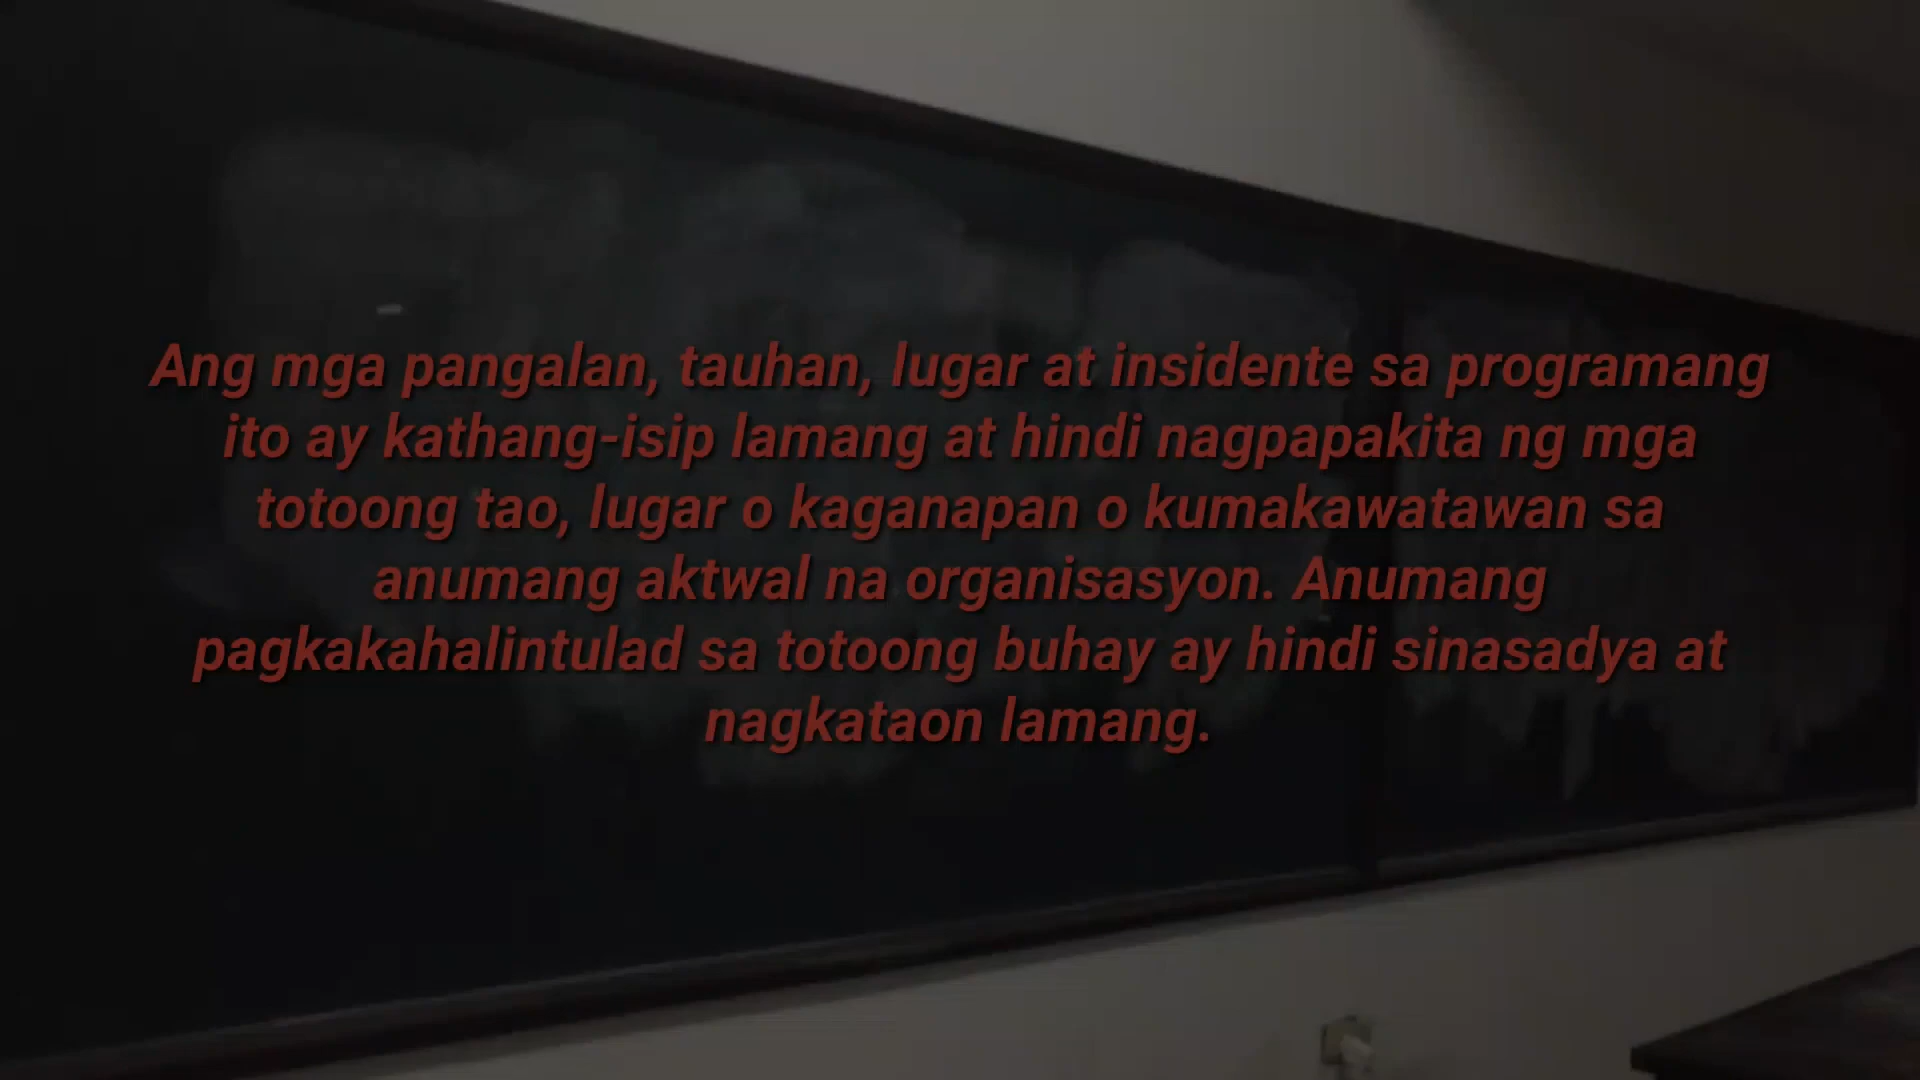 Ang mga pangalan, tauhan, lugar at insidente sa programang
ito ay kathang-isip lamang at hindi nagpapakita ng mga
totoong tao, lugar o kaganapan o kumakawatawan sa
anumang aktwal na organisasyon. Anumang
pagkakahalintulad sa totoong buhay ay hindi sinasadya at
nagkataon lamang.